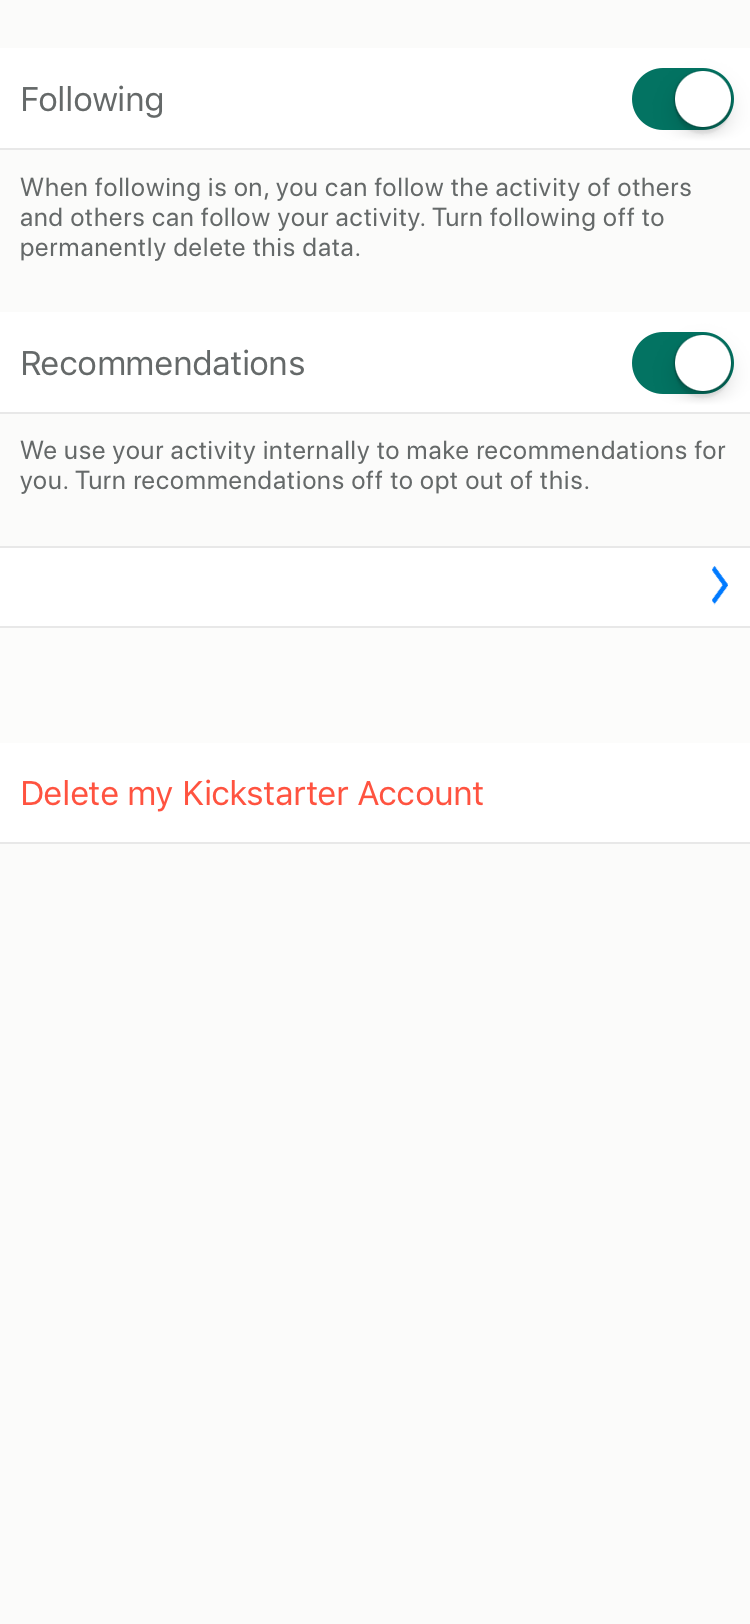 Following
When following is on, you can follow the activity of others
and others can follow your activity. Turn following off to
permanently delete this data.
Recommendations
We use your activity internally to make recommendations for
you. Turn recommendations off to opt out of this.
Delete my Kickstarter Account